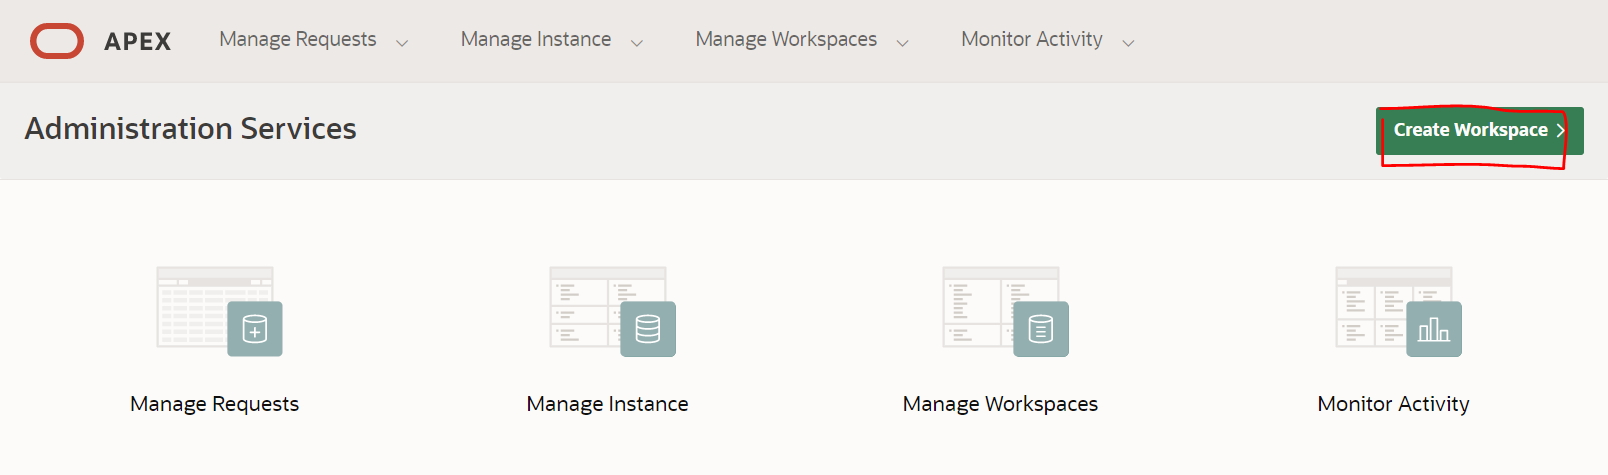 APEX Manage Requests Manage Instance Manage Workspaces Monitor Activity
Administration Services Create Workspace
Manage Requests Manage Instance Manage Workspaces Monitor Activity